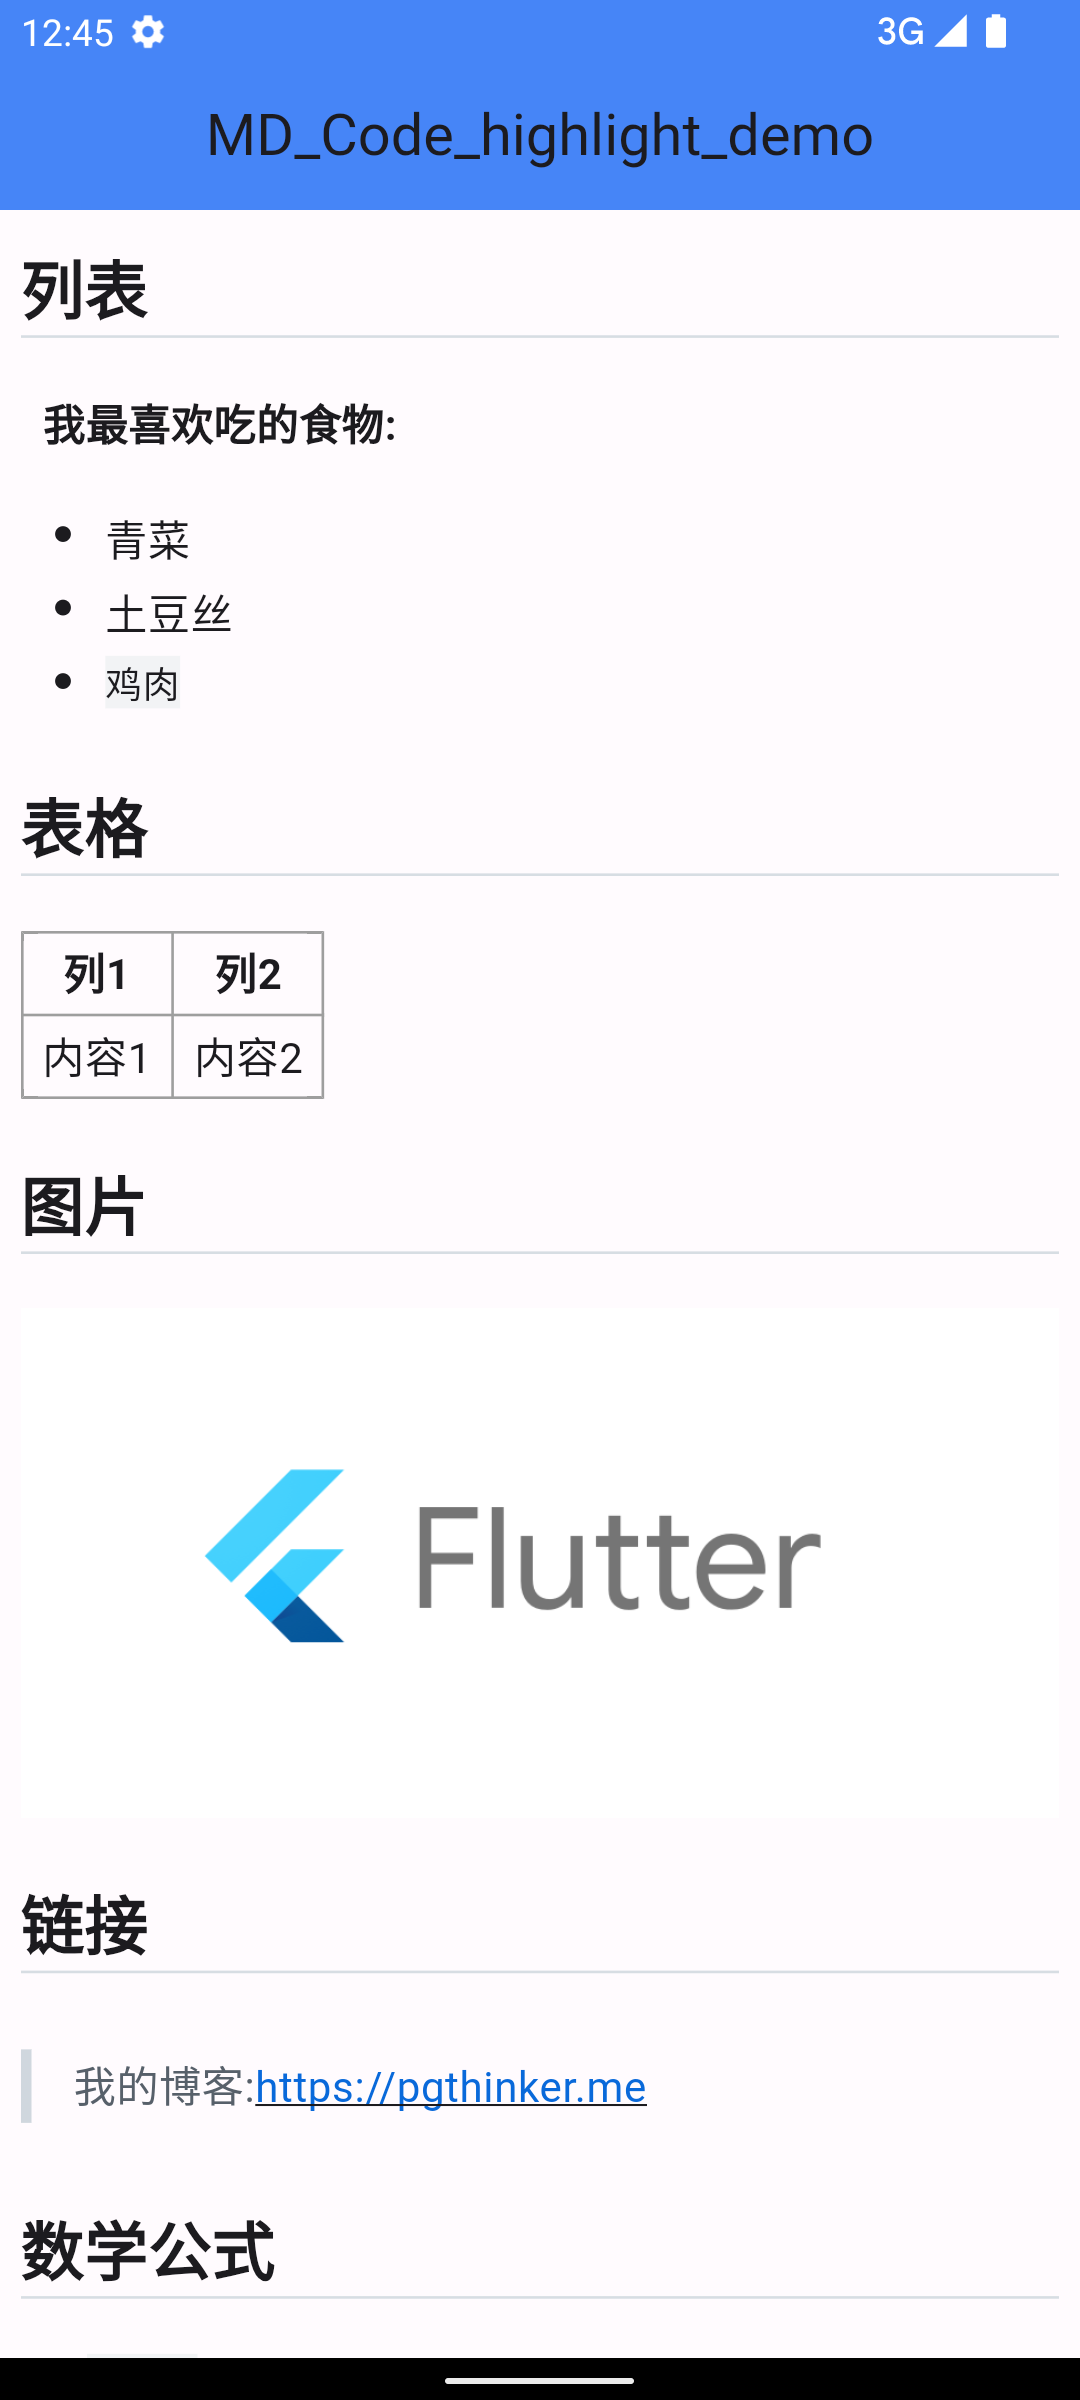 12:45
3G
MD_Code_highlight_demo
列表
我最喜欢吃的食物:
青菜
土豆丝
鸡肉
表格
列1 列2
内容1 内容2
图片
Flutter
链接
我的博客:https://pgthinker.me
数学公式